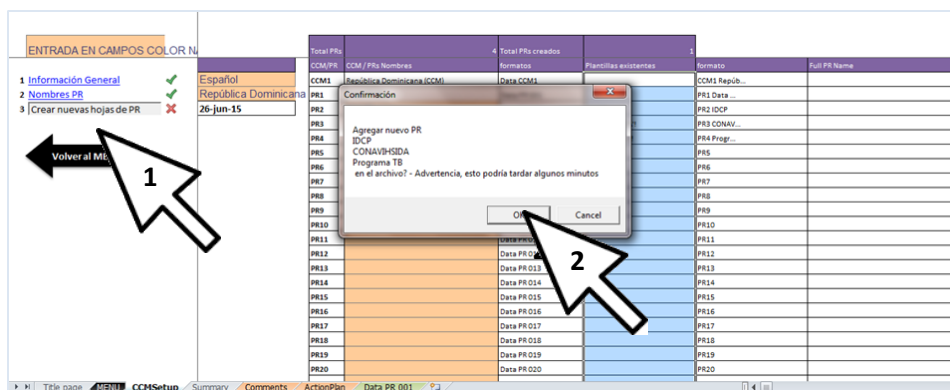 ENTRADA EN CAMPOS COLOR NA
1 Información General
2 Nombres PR
3 Crear nuevas hojas de PR
Volver al ME
1
Español
República Dominicana
26-jun-15
Total PRs 4 Total PRs creados 1
CCM/PR CCM / PRs Nombres formatos Plantillas existentes formato Full PR Name
CCM1 República Dominicana (CCM) Data CCM1 CCM1 Repúb...
PR1 PR1 Data ...
PR2 PR2 IDCP
PR3 PR3 CONAV...
PR4 PR4 Progr...
PR5 PR5
PR6 PR6
PR7 PR7
PR8 PR8
PR9 PR9
PR10 PR10
PR11 PR11
PR12 Data PR 012 PR12
PR13 Data PR 013 PR13
PR14 Data PR 014 PR14
PR15 Data PR 015 PR15
PR16 Data PR 016 PR16
PR17 Data PR 017 PR17
PR18 Data PR 018 PR18
PR19 Data PR 019 PR19
PR20 Data PR 020 PR20
Confirmación
Agregar nuevo PR
IDCP
CONAVIHSIDA
Programa TB
en el archivo? - Advertencia, esto podría tardar algunos minutos
Cancel
2
Title page MENU CCMSetup Summary Comments ActionPlan Data PR 001